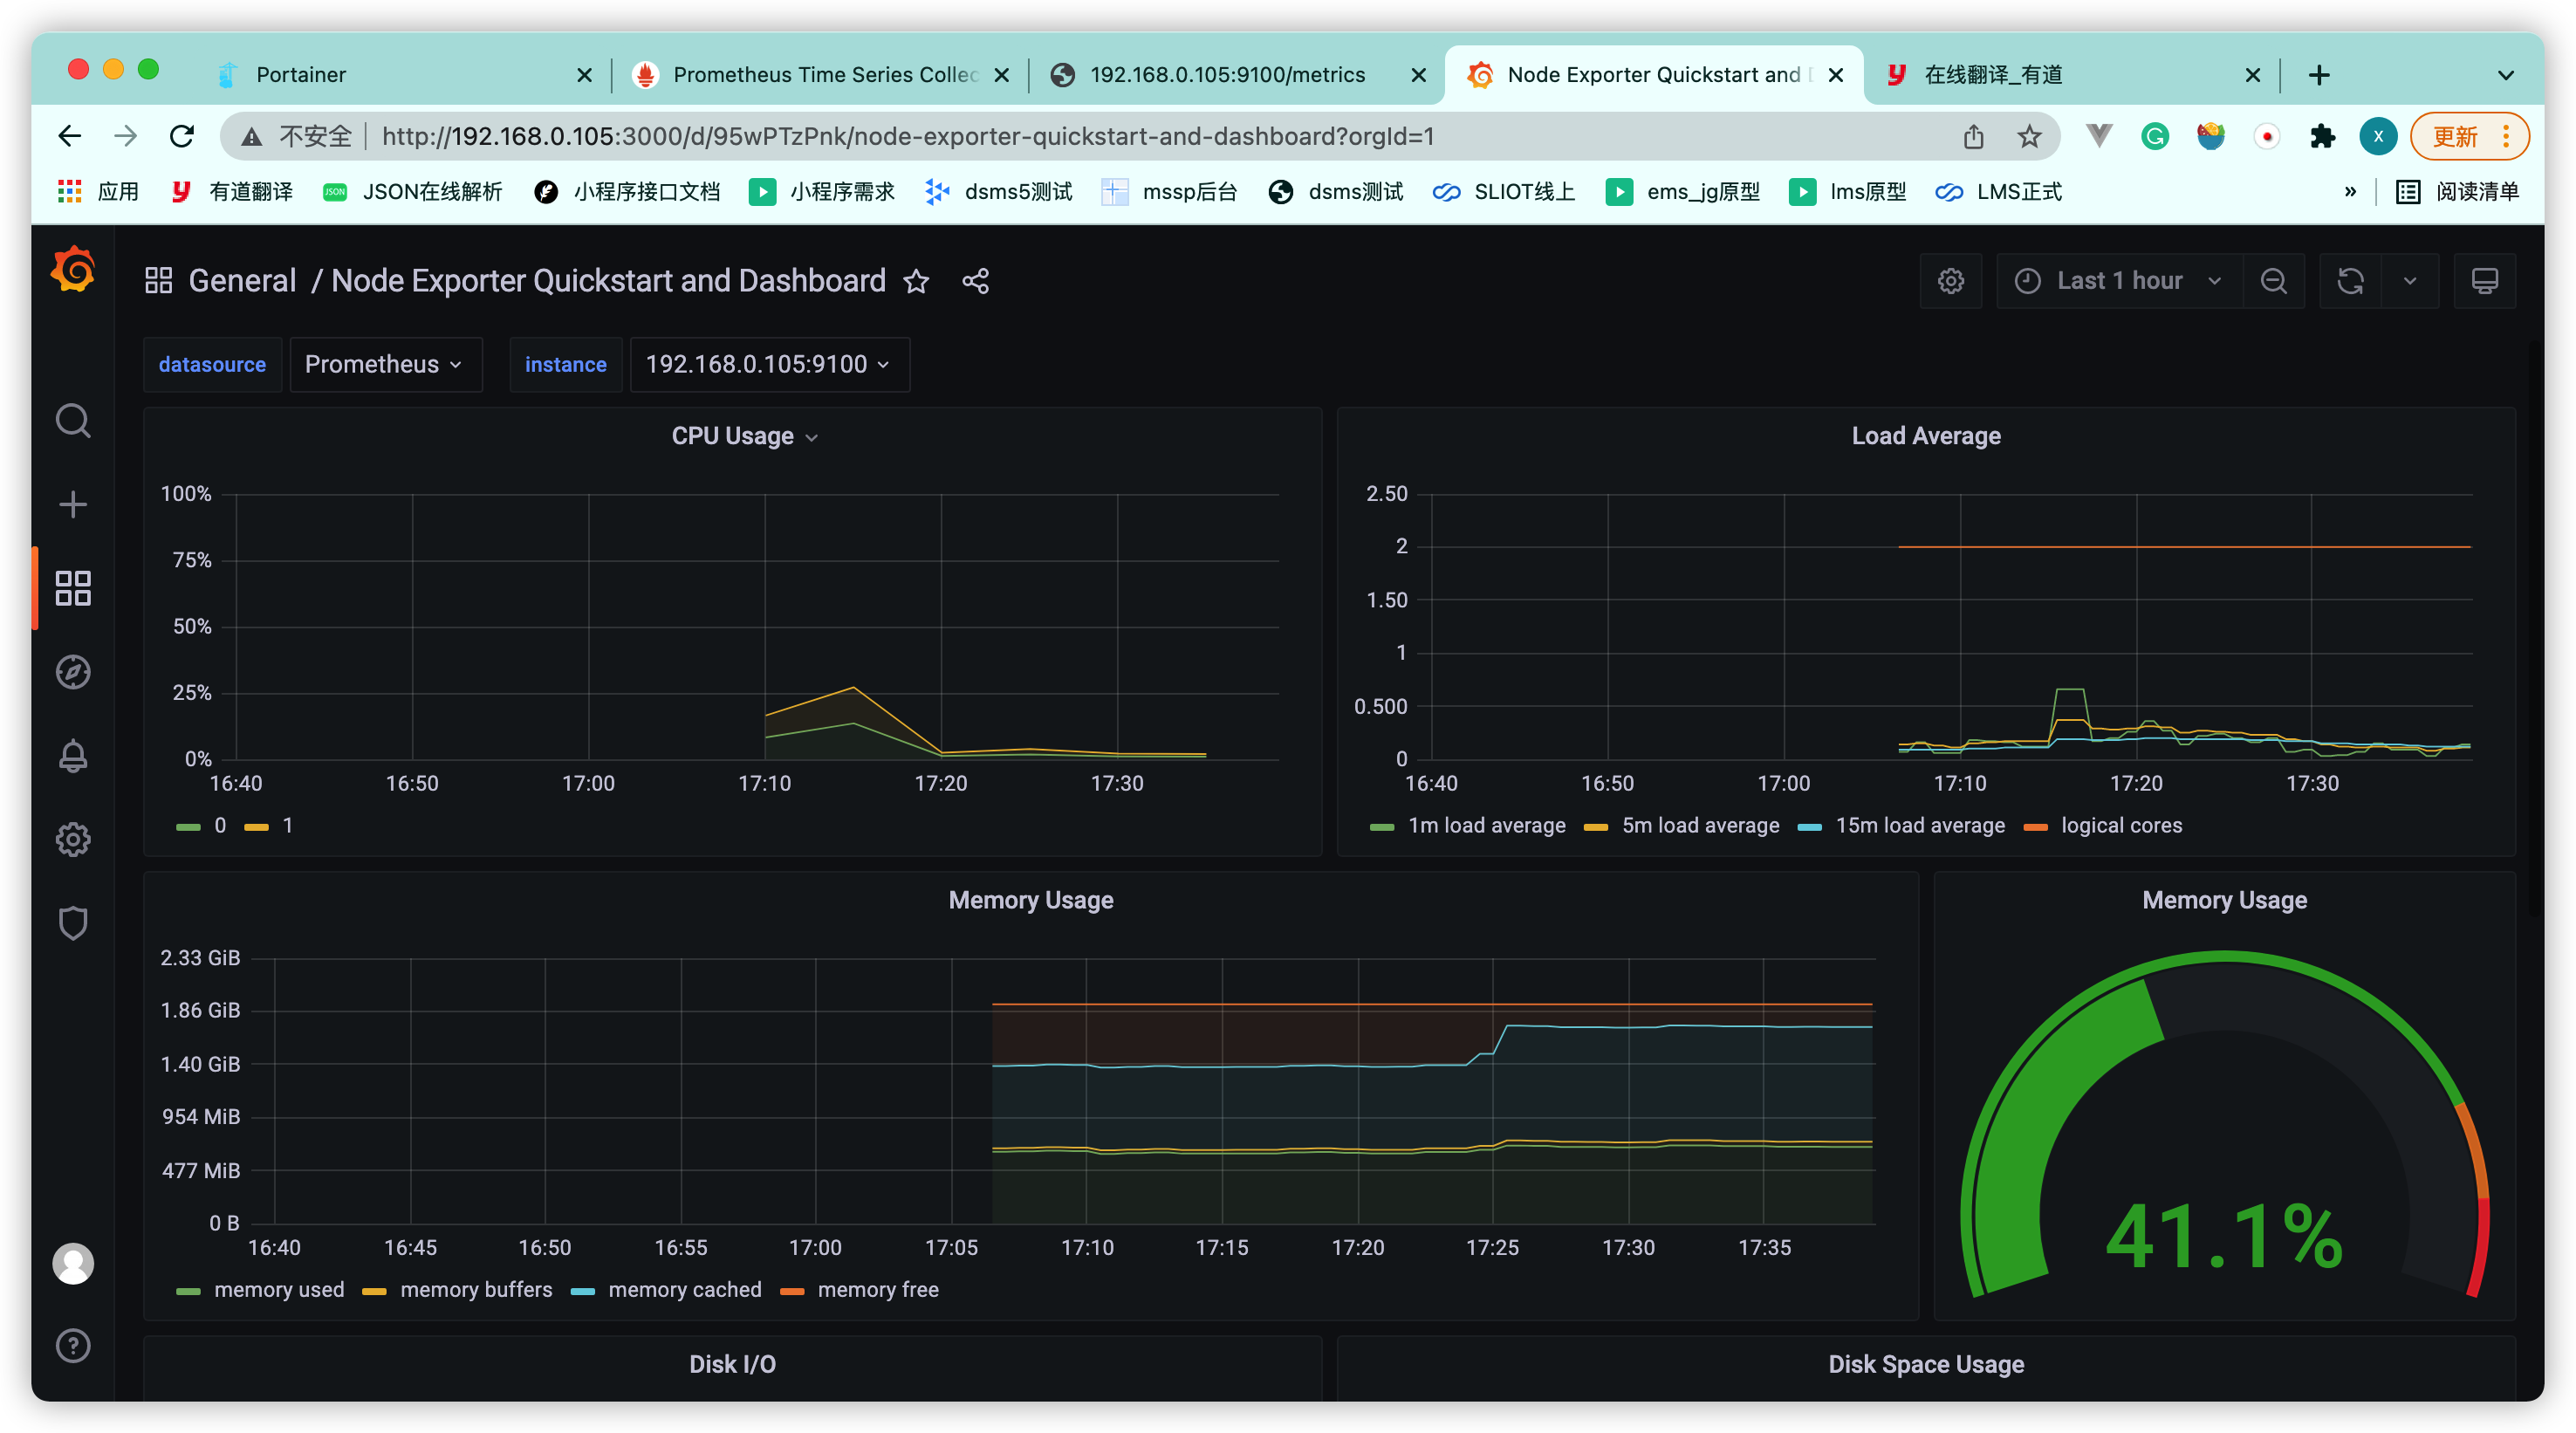 Portainer
Prometheus Time Series Collec
192.168.0.105:9100/metrics
Node Exporter Quickstart and
在线翻译_有道
不安全
http://192.168.0.105:3000/d/95wPTzPnk/node-exporter-quickstart-and-dashboard?orgId=1
X
更新
应用
有道翻译
JSON
JSON在线解析
小程序接口文档
小程序需求
dsms5测试
mssp后台
dsms测试
SLIOT线上
ems_jg原型
lms原型
LMS正式
»
阅读清单
General / Node Exporter Quickstart and Dashboard
Last 1 hour
datasource
Prometheus
instance
192.168.0.105:9100
CPU Usage
100%
75%
50%
25%
0%
16:40 16:50 17:00 17:10 17:20 17:30
0 1
Load Average
2.50
2
1.50
1
0.500
0
16:40 16:50 17:00 17:10 17:20 17:30
1m load average 5m load average 15m load average logical cores
Memory Usage
2.33 GiB
1.86 GiB
1.40 GiB
954 MiB
477 MiB
0 B
16:40 16:45 16:50 16:55 17:00 17:05 17:10 17:15 17:20 17:25 17:30 17:35
memory used memory buffers memory cached memory free
Memory Usage
41.1%
Disk I/O
Disk Space Usage